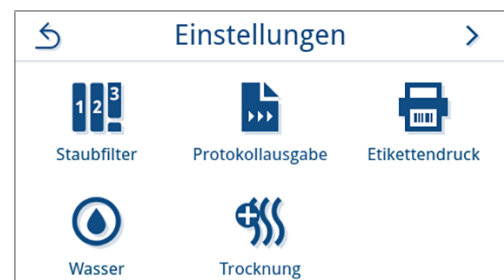 Einstellungen
1 2 3
Staubfilter Protokollausgabe Etikettendruck
Wasser Trocknung